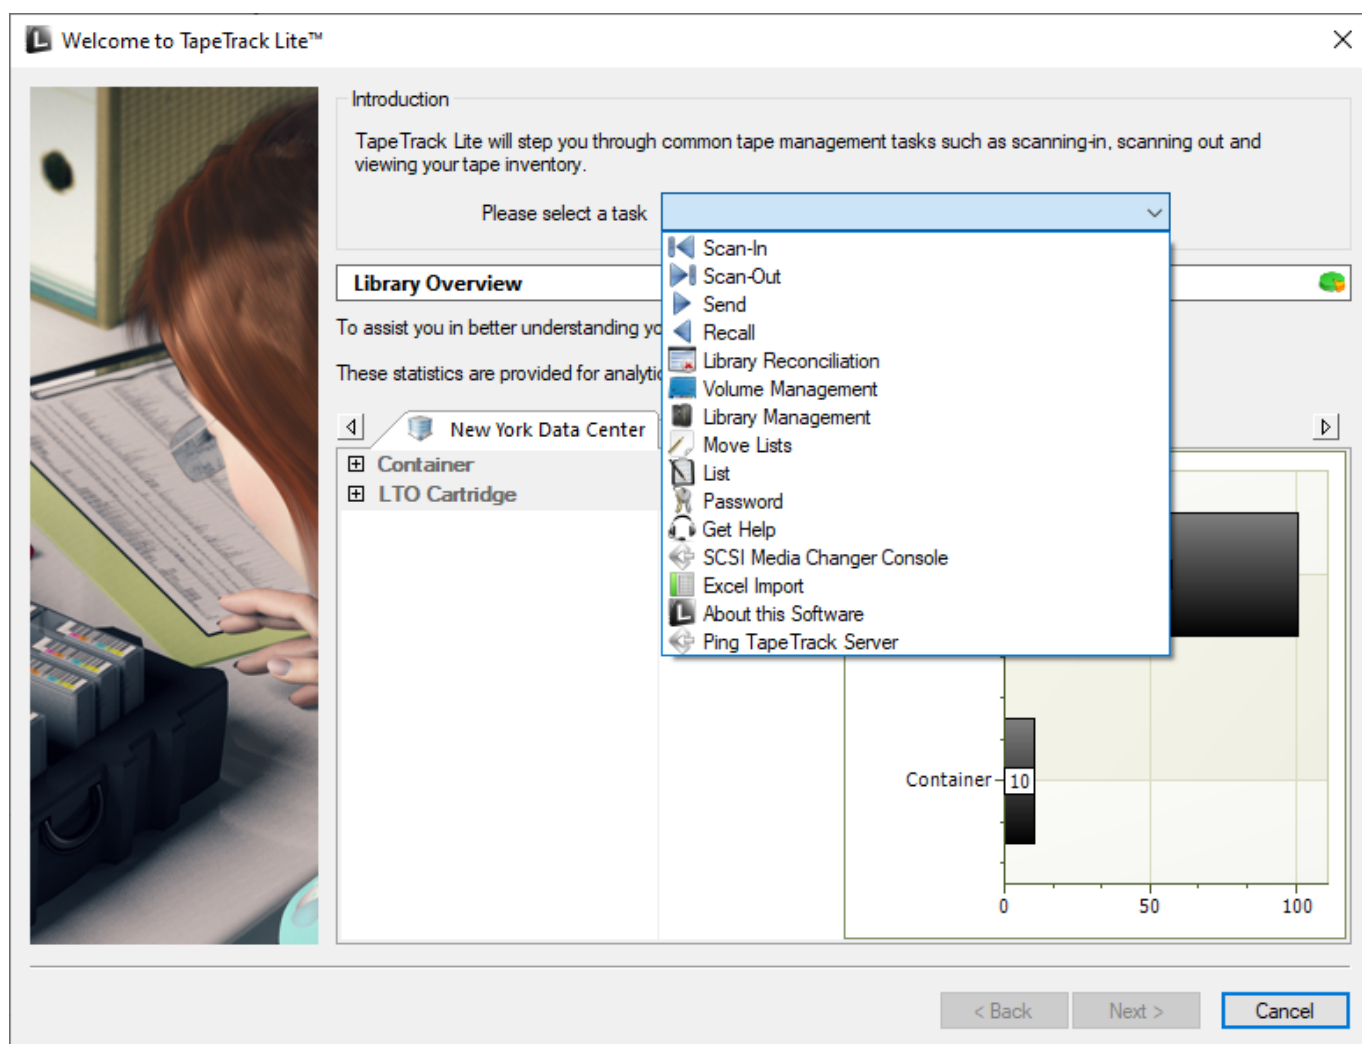 Welcome to TapeTrack Lite™
Introduction
TapeTrack Lite will step you through common tape management tasks such as scanning-in, scanning out and
viewing your tape inventory.
Please select a task
Scan-In
Scan-Out
Send
Recall
Library Reconciliation
Volume Management
Library Management
Move Lists
List
Password
Get Help
SCSI Media Changer Console
Excel Import
About this Software
Ping TapeTrack Server
Library Overview
To assist you in better understanding
These statistics are provided for
New York Data Center
Container
LTO Cartridge
Container
10
0 50 100
< Back Next > Cancel